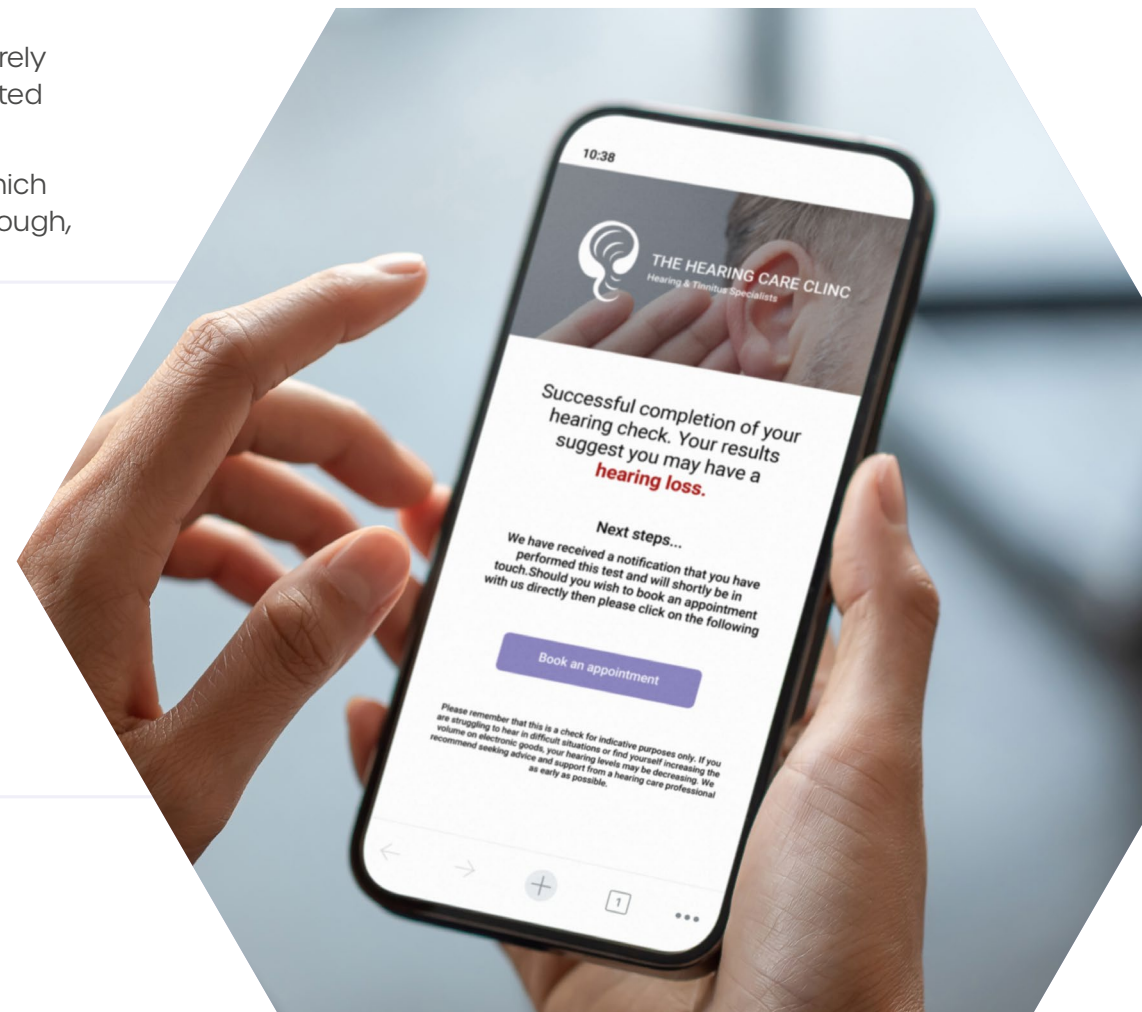 rely
ted
hich
ough,
10:38
THE HEARING CARE CLINC
Hearing & Tinnitus Specialists
Successful completion of your
hearing check. Your results
suggest you may have a
hearing loss.
Next steps...
We have received a notification that you have
performed this test and will shortly be in
touch.Should you wish to book an appointment
with us directly then please click on the following
Book an appointment
Please remember that this is a check for indicative purposes only. If you
are struggling to hear in difficult situations or find yourself increasing the
volume on electronic goods, your hearing levels may be decreasing. We
recommend seeking advice and support from a hearing care professional
as early as possible.
1